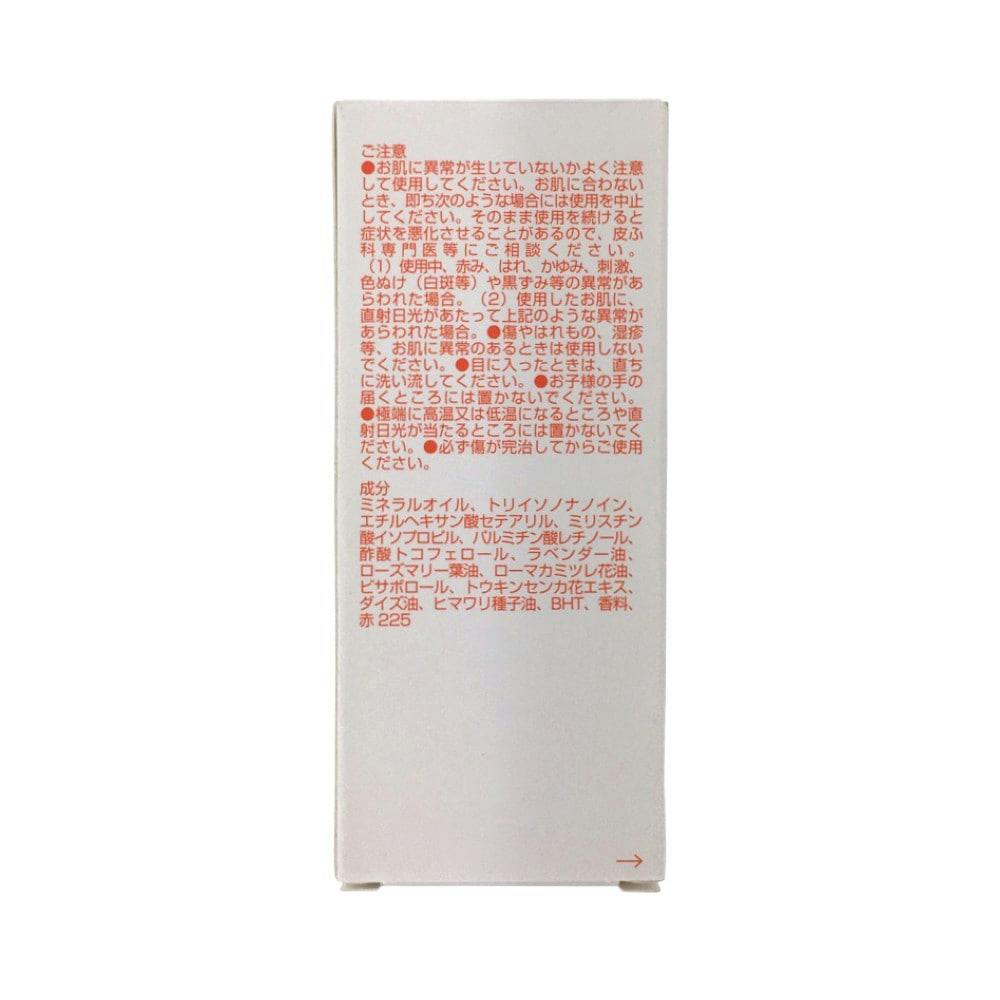 ご注意
●お肌に異常が生じていないかよく注意
して使用してください。お肌に合わない
とき、即ち次のような場合には使用を中止
してください。そのまま使用を続けると
症状を悪化させることがあるので、皮ふ
科専門医等にご相談ください。
（1）使用中、赤み、はれ、かゆみ、刺激、
色ぬけ（白斑等）や黒ずみ等の異常があ
らわれた場合。（2）使用したお肌に、
直射日光があたって上記のような異常が
あらわれた場合。●傷やはれもの、湿疹
等、お肌に異常のあるときは使用しない
でください。●目に入ったときは、直ち
に洗い流してください。●お子様の手の
届くところには置かないでください。
●極端に高温又は低温になるところや直
射日光が当たるところには置かないでく
ださい。●必ず傷が完治してからご使用
ください。
成分
ミネラルオイル、トリイソノナノイン、
エチルヘキサン酸セテアリル、ミリスチン
酸イソプロピル、パルミチン酸レチノール、
酢酸トコフェロール、ラベンダー油、
ローズマリー葉油、ローマカミツレ花油、
ビサボロール、トウキンセンカ花エキス、
ダイズ油、ヒマワリ種子油、BHT、香料、
赤225
→